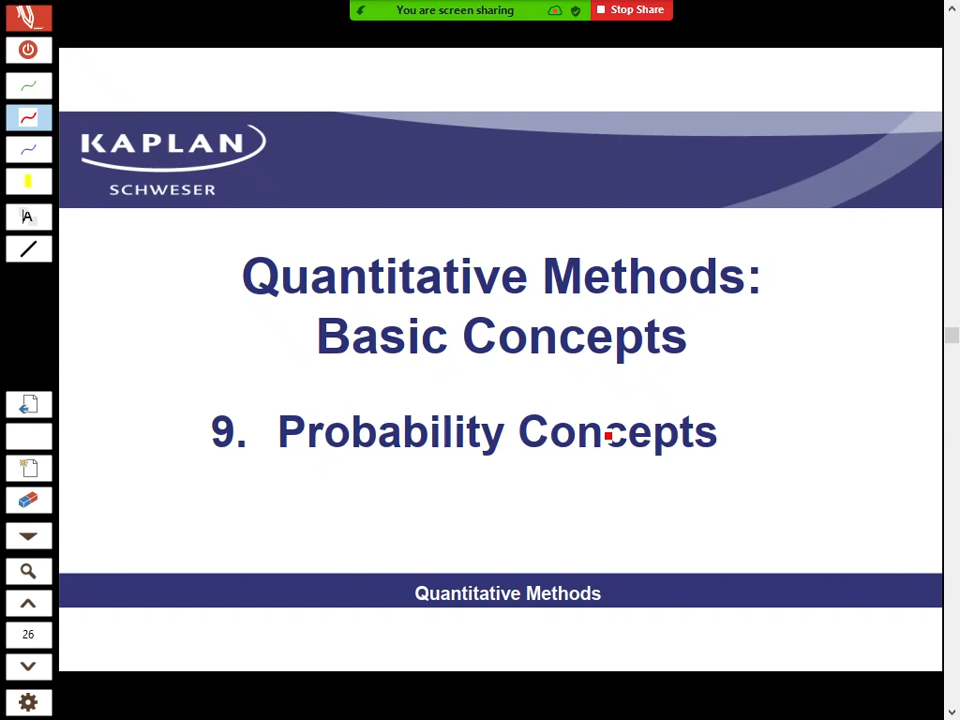 You are screen sharing
Stop Share
A
KAPLAN
SCHWESER
Quantitative Methods:
Basic Concepts
9. Probability Concepts
Quantitative Methods
26